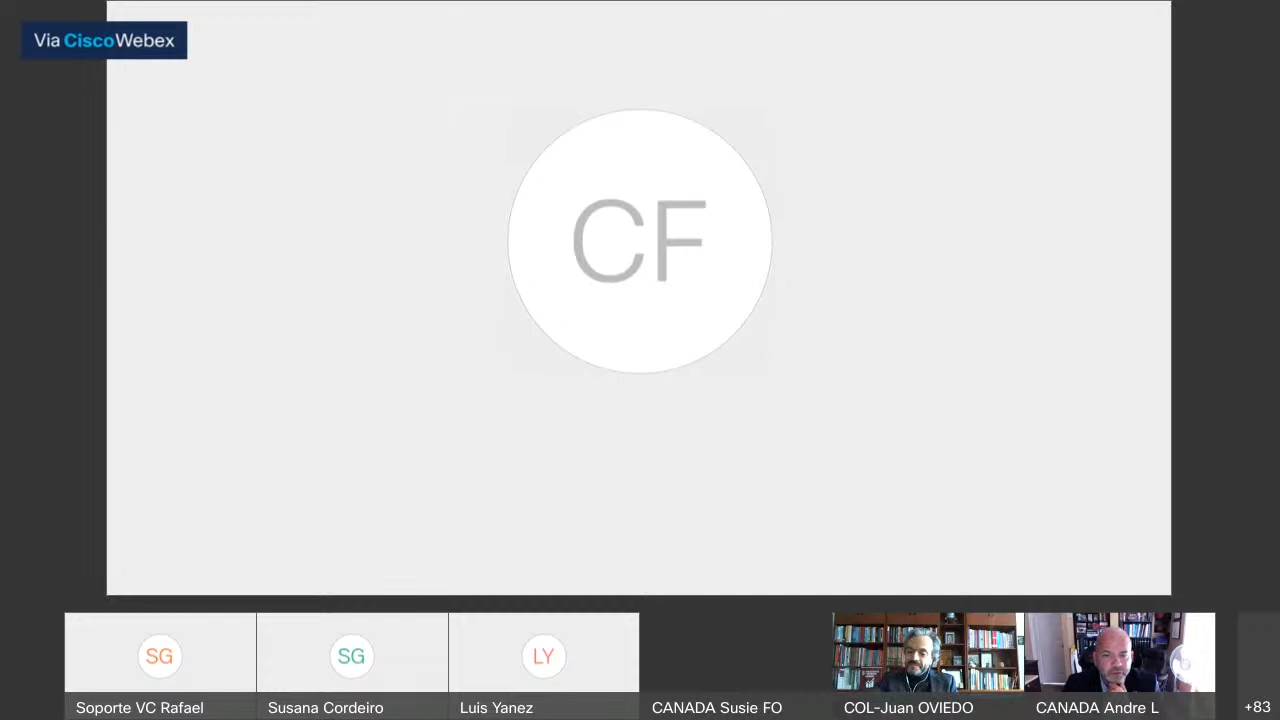 Via CiscoWebex
CF
SG
SG
LY
Soporte VC Rafael
Susana Cordeiro
Luis Yanez
CANADA Susie FO
COL-Juan OVIEDO
CANADA Andre L
+83